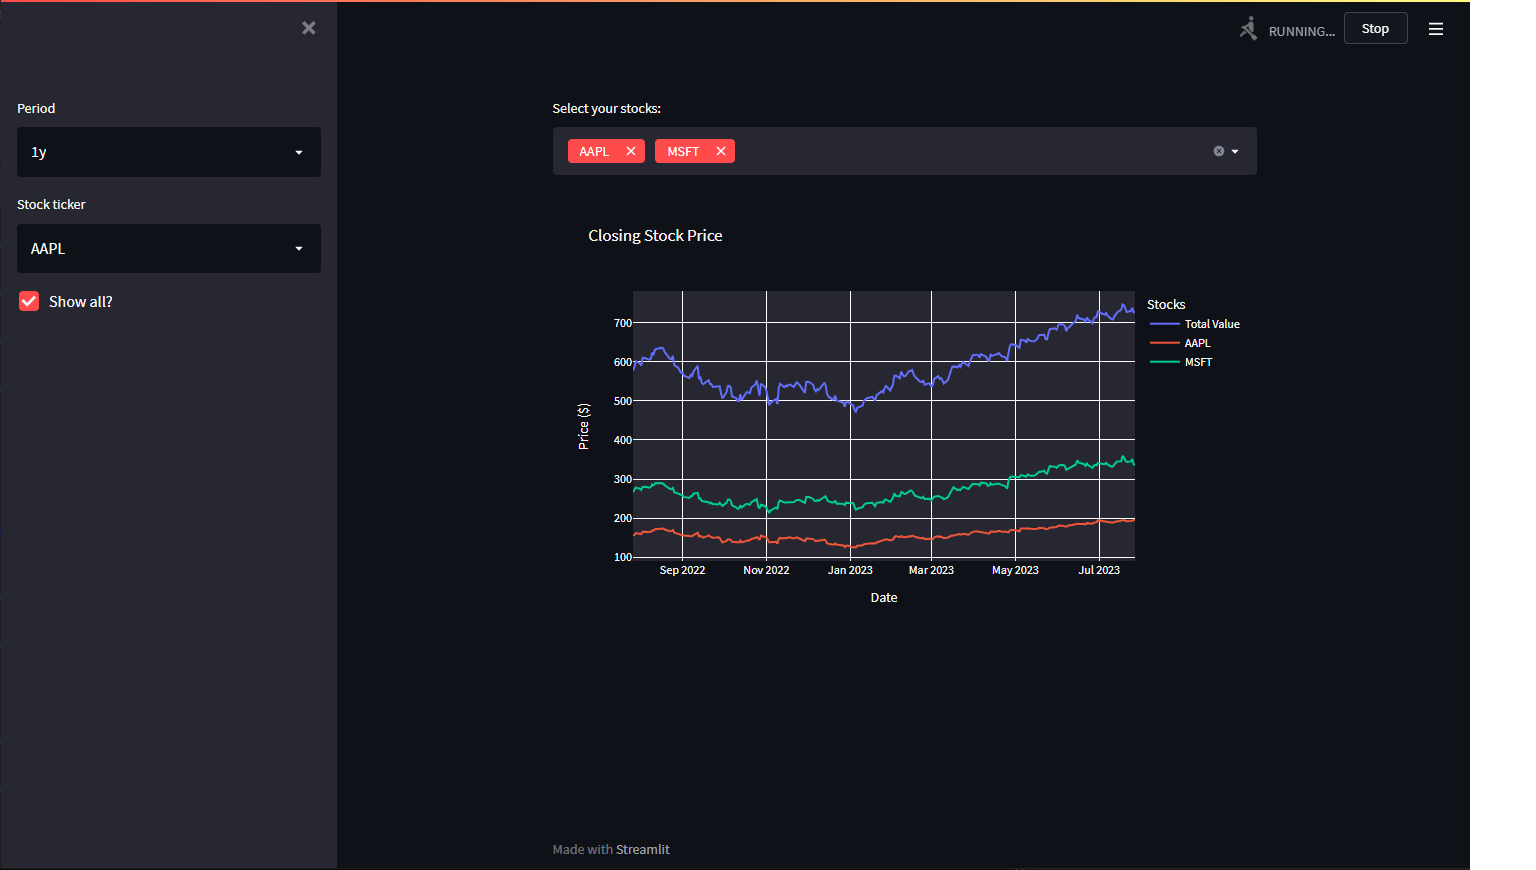 RUNNING...
Stop
Period
1y
Stock ticker
AAPL
Show all?
Select your stocks:
AAPL
MSFT
Closing Stock Price
Price ($)
700
600
500
400
300
200
100
Sep 2022
Nov 2022
Jan 2023
Mar 2023
May 2023
Jul 2023
Date
Stocks
Total Value
AAPL
MSFT
Made with Streamlit